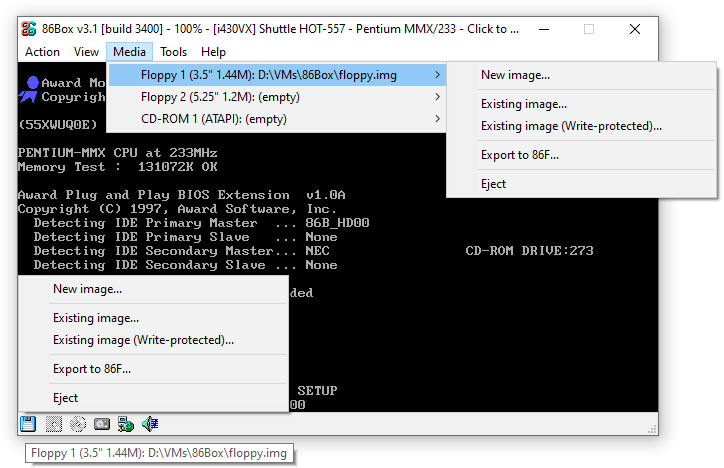 86Box v3.1 [build 3400] - 100% - [i430VX] Shuttle HOT-557 - Pentium MMX/233 - Click to ...
Action View Media Tools Help
Floppy 1 (3.5" 1.44M): D:\VMs\86Box\floppy.img
Floppy 2 (5.25" 1.2M): (empty)
CD-ROM 1 (ATAPI): (empty)
New image...
Existing image...
Existing image (Write-protected)...
Export to 86F...
Eject
Award Mo
Copyrigh
(55XWUQ0E)
PENTIUM-MMX CPU at 233MHz
Memory Test : 131072K OK
Award Plug and Play BIOS Extension v1.0A
Copyright (C) 1997, Award Software, Inc.
Detecting IDE Primary Master ... 86B_HD00
Detecting IDE Primary Slave ... None
Detecting IDE Secondary Master... NEC CD-ROM DRIVE:273
Detecting IDE Secondary Slave ... None
ded
New image...
Existing image...
Existing image (Write-protected)...
Export to 86F...
Eject
SETUP
00
Floppy 1 (3.5" 1.44M): D:\VMs\86Box\floppy.img